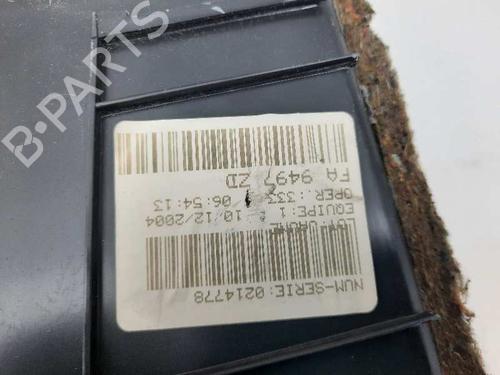 B-PARTS
FA 9497 ZD
OPER.: 333
06:54:13
EQUIPE: 1
10/12/2004
NUM-SERIE: 0214778